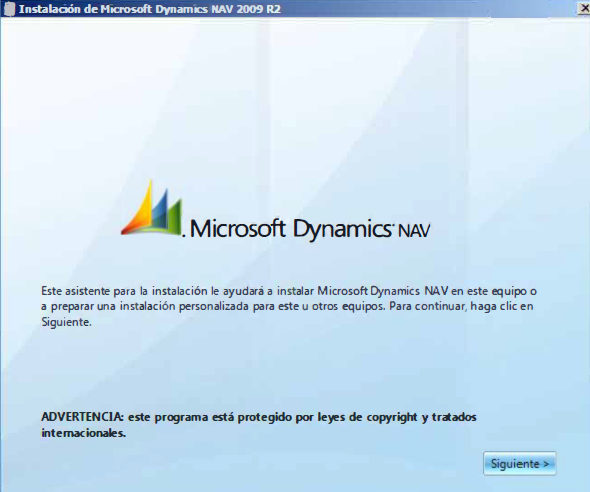 Instalación de Microsoft Dynamics NAV 2009 R2
Microsoft Dynamics NAV
Este asistente para la instalación le ayudará a instalar Microsoft Dynamics NAV en este equipo o
a preparar una instalación personalizada para este u otros equipos. Para continuar, haga clic en
Siguiente.
ADVERTENCIA: este programa está protegido por leyes de copyright y tratados
internacionales.
Siguiente >